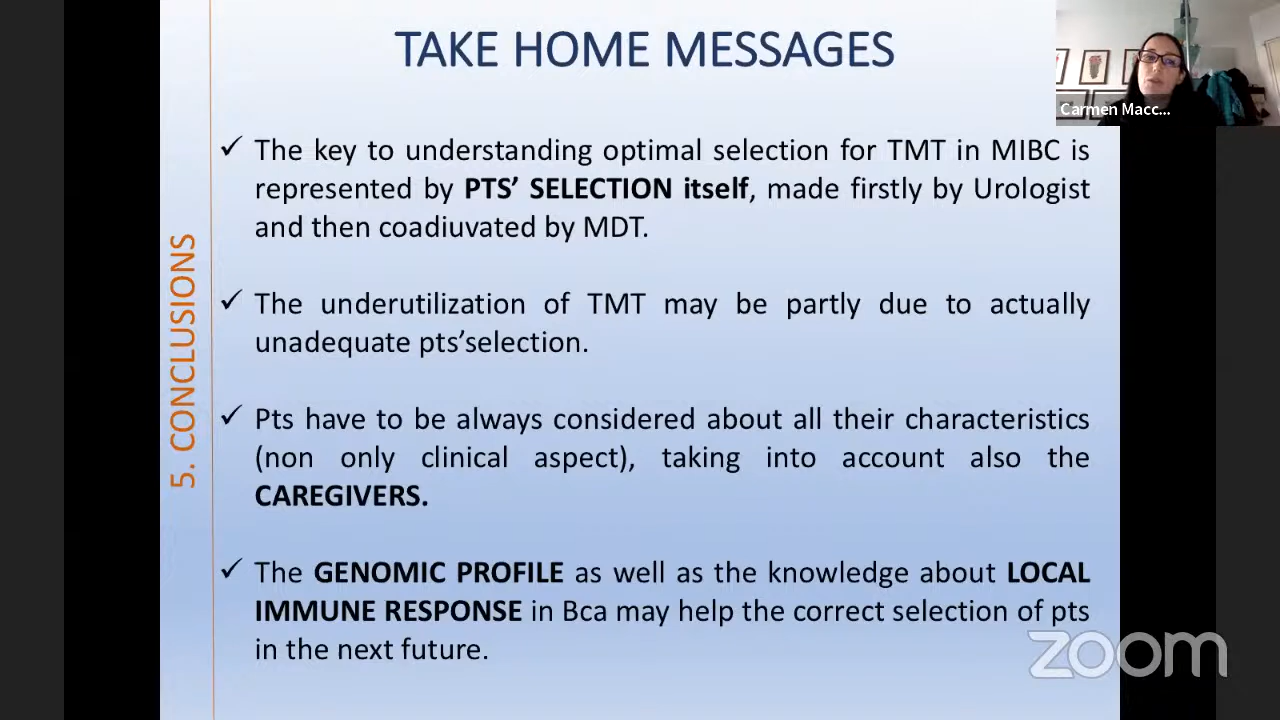 TAKE HOME MESSAGES
Carmen Macc...
✓ The key to understanding optimal selection for TMT in MIBC is
represented by PTS’ SELECTION itself, made firstly by Urologist
and then coadiuvated by MDT.
✓ The underutilization of TMT may be partly due to actually
unadequate pts’selection.
✓ Pts have to be always considered about all their characteristics
(non only clinical aspect), taking into account also the
CAREGIVERS.
✓ The GENOMIC PROFILE as well as the knowledge about LOCAL
IMMUNE RESPONSE in Bca may help the correct selection of pts
in the next future.
5. CONCLUSIONS
zoom